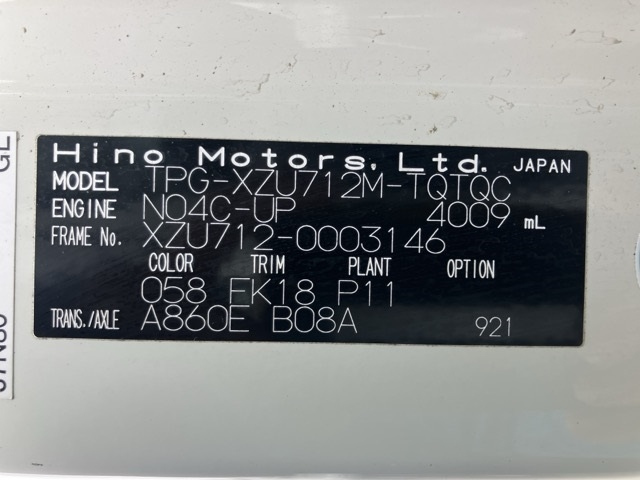 Hino Motors, Ltd. JAPAN
MODEL TPG-XZU712M-TQTQC
ENGINE N04C-UP 4009 mL
FRAME No. XZU712-0003146
COLOR TRIM PLANT OPTION
058 FK18 P11
TRANS./AXLE A860E B08A 921